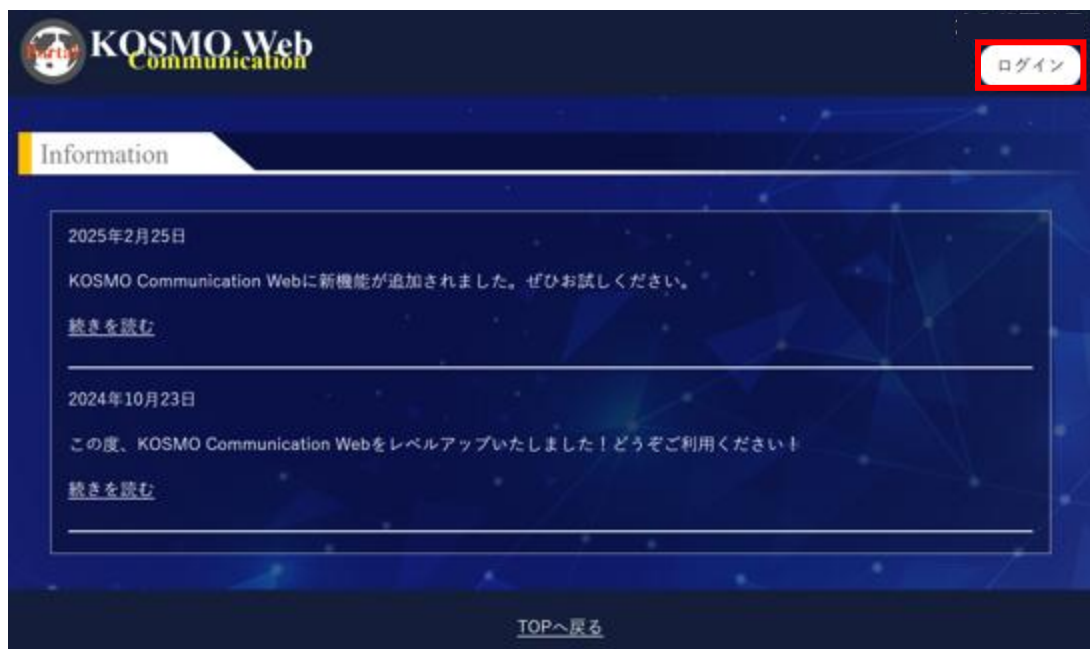 Portal
KOSMO Web
Communication
ログイン
Information
2025年2月25日
KOSMO Communication Webに新機能が追加されました。ぜひお試しください。
続きを読む
2024年10月23日
この度、KOSMO Communication Webをレベルアップいたしました！どうぞご利用ください！
続きを読む
TOPへ戻る